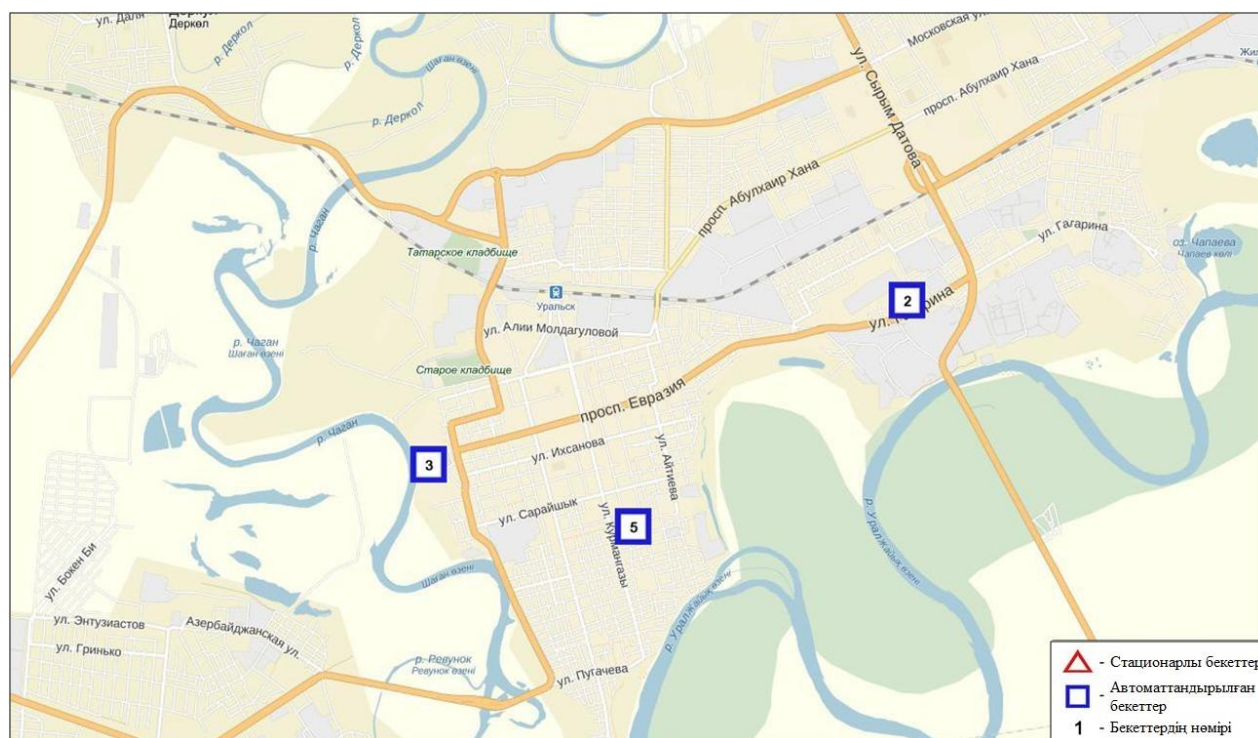 ул. Даля
Деркөл
р. Деркол
р. Деркол
Шаган өзені
Московская ул.
ул. Сырым Датова
просп. Абулхаир Хана
р. Деркол
р. Чаган
просп. Абулхаир Хана
ул. Гагарина
оз. Чапаева
Чапаев көлі
Татарское кладбище
Уральск
2
ул. Алии Молдагуловой
р. Чаган
Шаган өзені
Старое кладбище
просп. Евразия
р. Чаган
ул. Ихсанова
ул. Айтиева
3
ул. Сарайшык
ул. Курмангазы
5
р. Урал Жайық өзені
ул. Бокен Би
Шаган өзені
р. Урал Жайық өзені
ул. Энтузиастов
Азербайджанская ул.
ул. Гринько
р. Ревунок
Ревунок өзені
ул. Пугачева
- Стационарлы бекеттер
- Автоматтандырылған
бекеттер
1 - Бекеттердің нөмірі